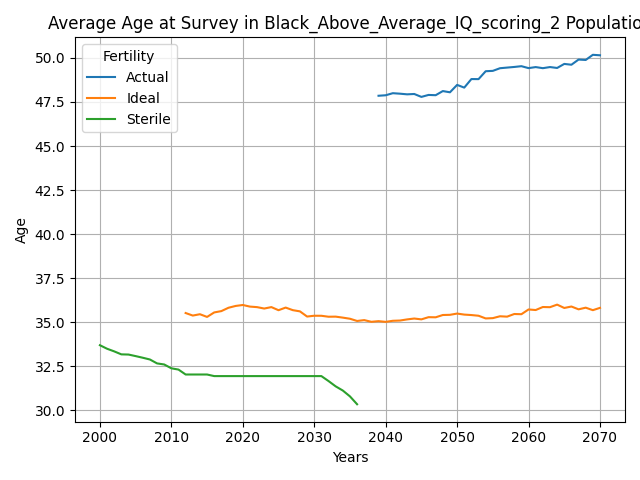 Average Age at Survey in Black_Above_Average_IQ_scoring_2 Populatio
Fertility
Actual
Ideal
Sterile
50.0
47.5
45.0
42.5
40.0
37.5
35.0
32.5
30.0
Age
2000 2010 2020 2030 2040 2050 2060 2070
Years